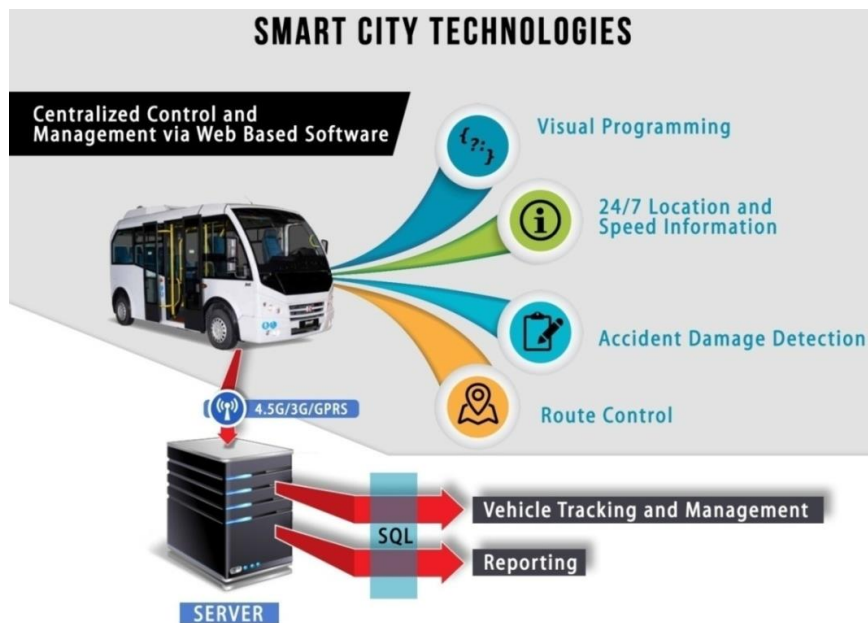 SMART CITY TECHNOLOGIES
Centralized Control and
Management via Web Based Software
{?:}
Visual Programming
24/7 Location and
Speed Information
Accident Damage Detection
Route Control
4.5G/3G/GPRS
SQL
Vehicle Tracking and Management
Reporting
SERVER